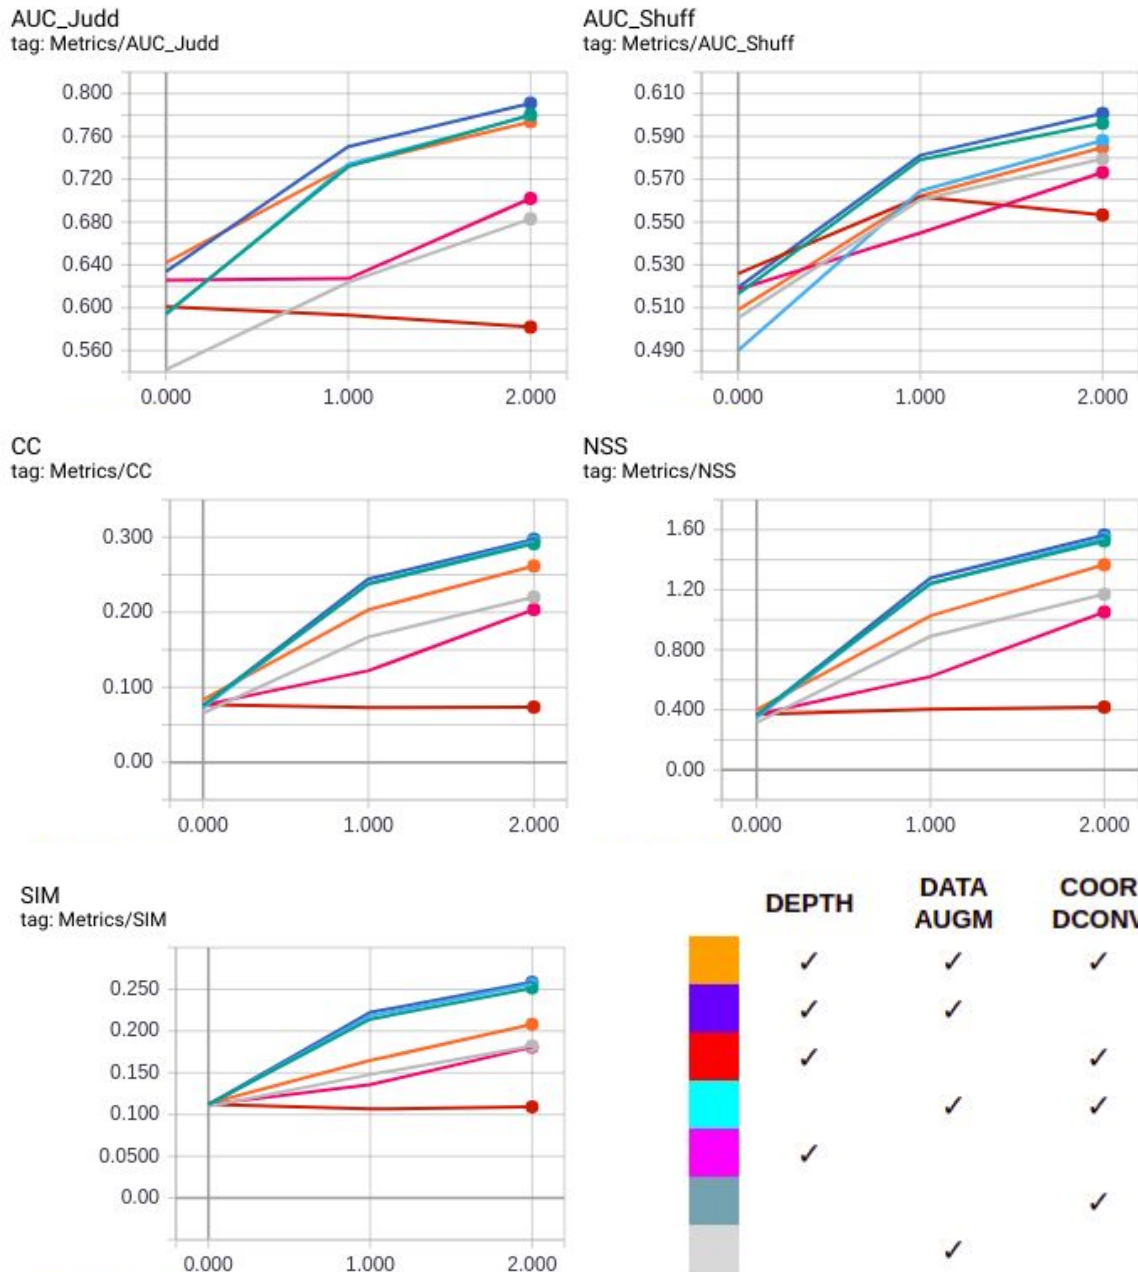 AUC_Judd
tag: Metrics/AUC_Judd
0.800
0.760
0.720
0.680
0.640
0.600
0.560
0.000 1.000 2.000
AUC_Shuff
tag: Metrics/AUC_Shuff
0.610
0.590
0.570
0.550
0.530
0.510
0.490
0.000 1.000 2.000
CC
tag: Metrics/CC
0.300
0.200
0.100
0.00
0.000 1.000 2.000
NSS
tag: Metrics/NSS
1.60
1.20
0.800
0.400
0.00
0.000 1.000 2.000
SIM
tag: Metrics/SIM
0.250
0.200
0.150
0.100
0.0500
0.00
0.000 1.000 2.000
DEPTH
DATA
AUGM
COOR
DCONV
✓ ✓ ✓
✓ ✓
✓ ✓
✓ ✓
✓
✓
✓